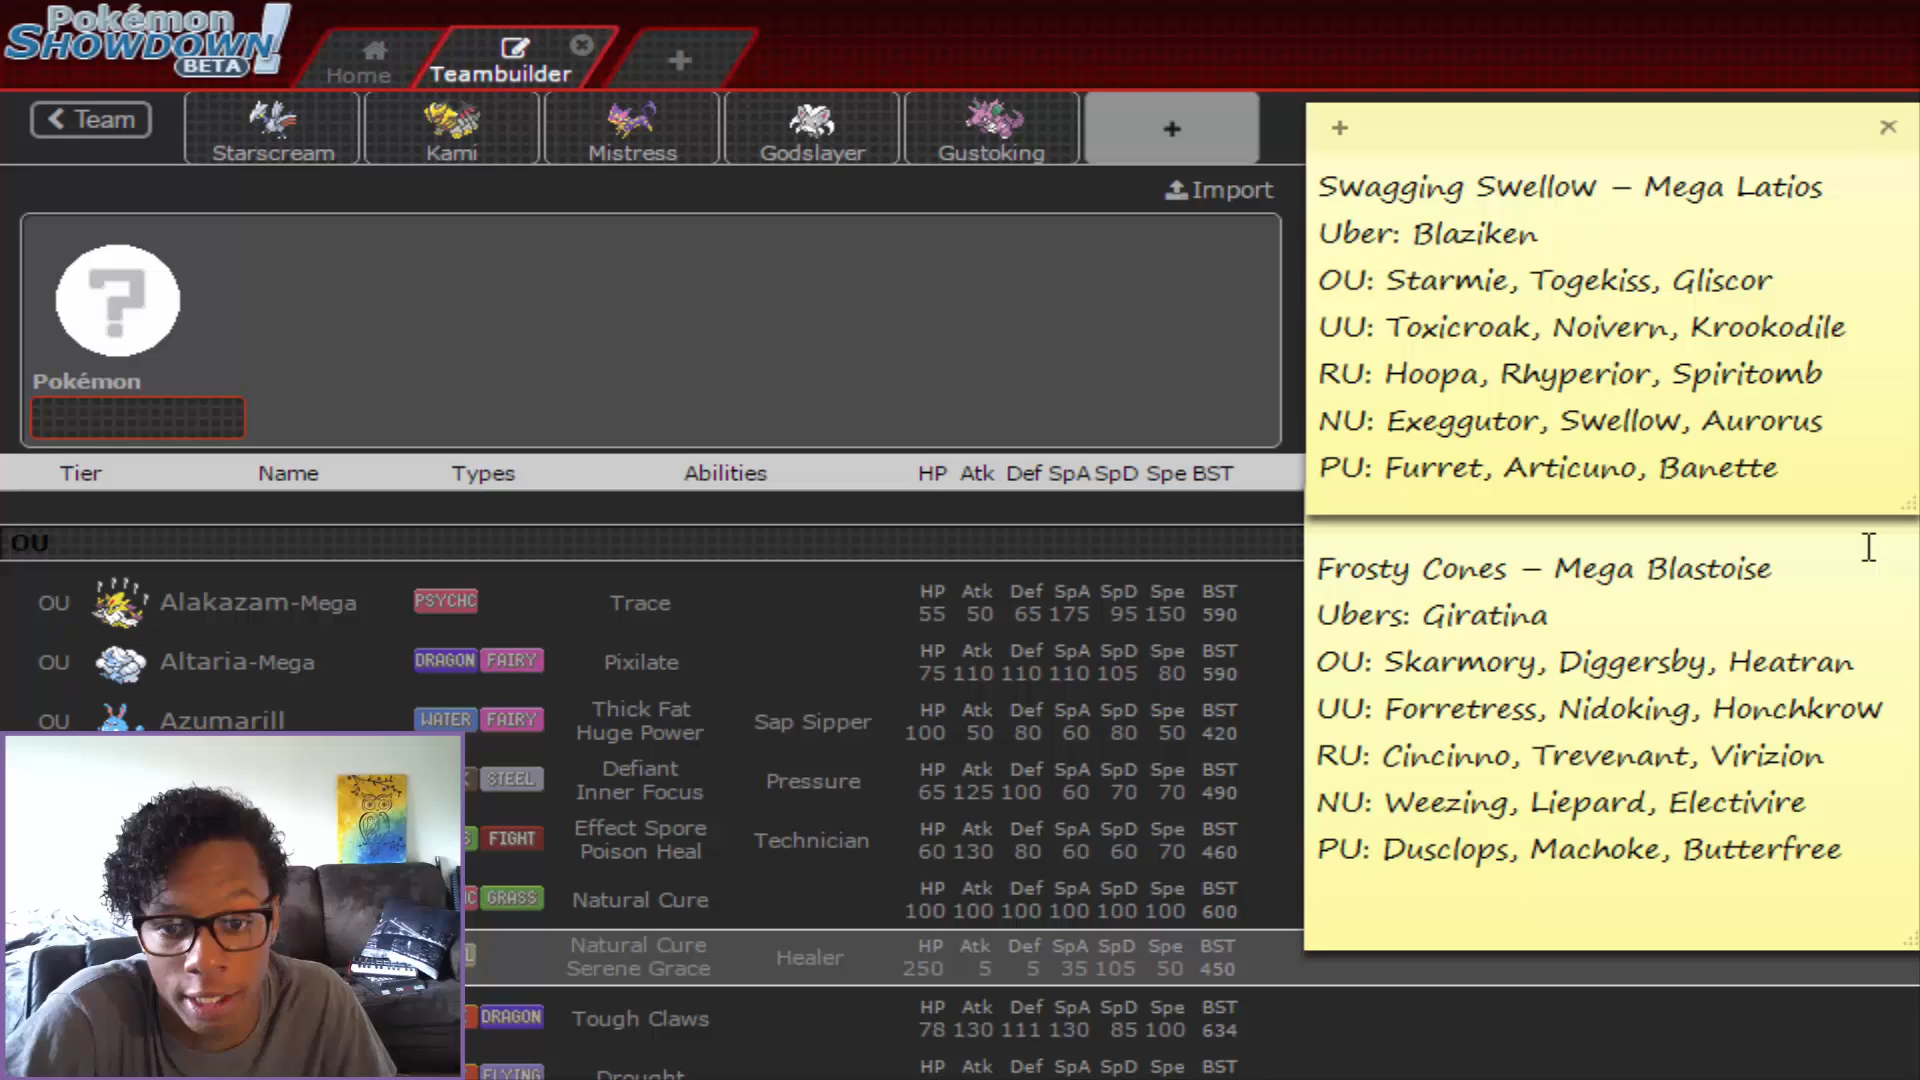 Pokémon
SHOWDOWN!
BETA
Home
Teambuilder
+
Team
Starscream
Kami
Mistress
Godslayer
Gustoking
+
Import
?
Pokémon
Tier Name Types Abilities HP Atk Def SpA SpD Spe BST
OU
OU Alakazam-Mega PSYCHC Trace HP 55 Atk 50 Def 65 SpA 175 SpD 95 Spe 150 BST 590
OU Altaria-Mega DRAGON FAIRY Pixilate HP 75 Atk 110 Def 110 SpA 110 SpD 105 Spe 80 BST 590
OU Azumarill WATER FAIRY Thick Fat Huge Power Sap Sipper HP 100 Atk 50 Def 80 SpA 60 SpD 80 Spe 50 BST 420
STEEL Defiant Inner Focus Pressure HP 65 Atk 125 Def 100 SpA 60 SpD 70 Spe 70 BST 490
FIGHT Effect Spore Poison Heal Technician HP 60 Atk 130 Def 80 SpA 60 SpD 60 Spe 70 BST 460
GRASS Natural Cure HP 100 Atk 100 Def 100 SpA 100 SpD 100 Spe 100 BST 600
Natural Cure Serene Grace Healer HP 250 Atk 5 Def 5 SpA 35 SpD 105 Spe 50 BST 450
DRAGON Tough Claws HP 78 Atk 130 Def 111 SpA 130 SpD 85 Spe 100 BST 634
FLYING Drought HP Atk Def SpA SpD Spe BST
+
Swagging Swellow – Mega Latios
Uber: Blaziken
OU: Starmie, Togekiss, Gliscor
UU: Toxicroak, Noivern, Krookodile
RU: Hoopa, Rhyperior, Spiritomb
NU: Exeggutor, Swellow, Aurorus
PU: Furret, Articuno, Banette
Frosty Cones – Mega Blastoise
Ubers: Giratina
OU: Skarmory, Diggersby, Heatran
UU: Forretress, Nidoking, Honchkrow
RU: Cincinno, Trevenant, Virizion
NU: Weezing, Liepard, Electivire
PU: Dusclops, Machoke, Butterfree